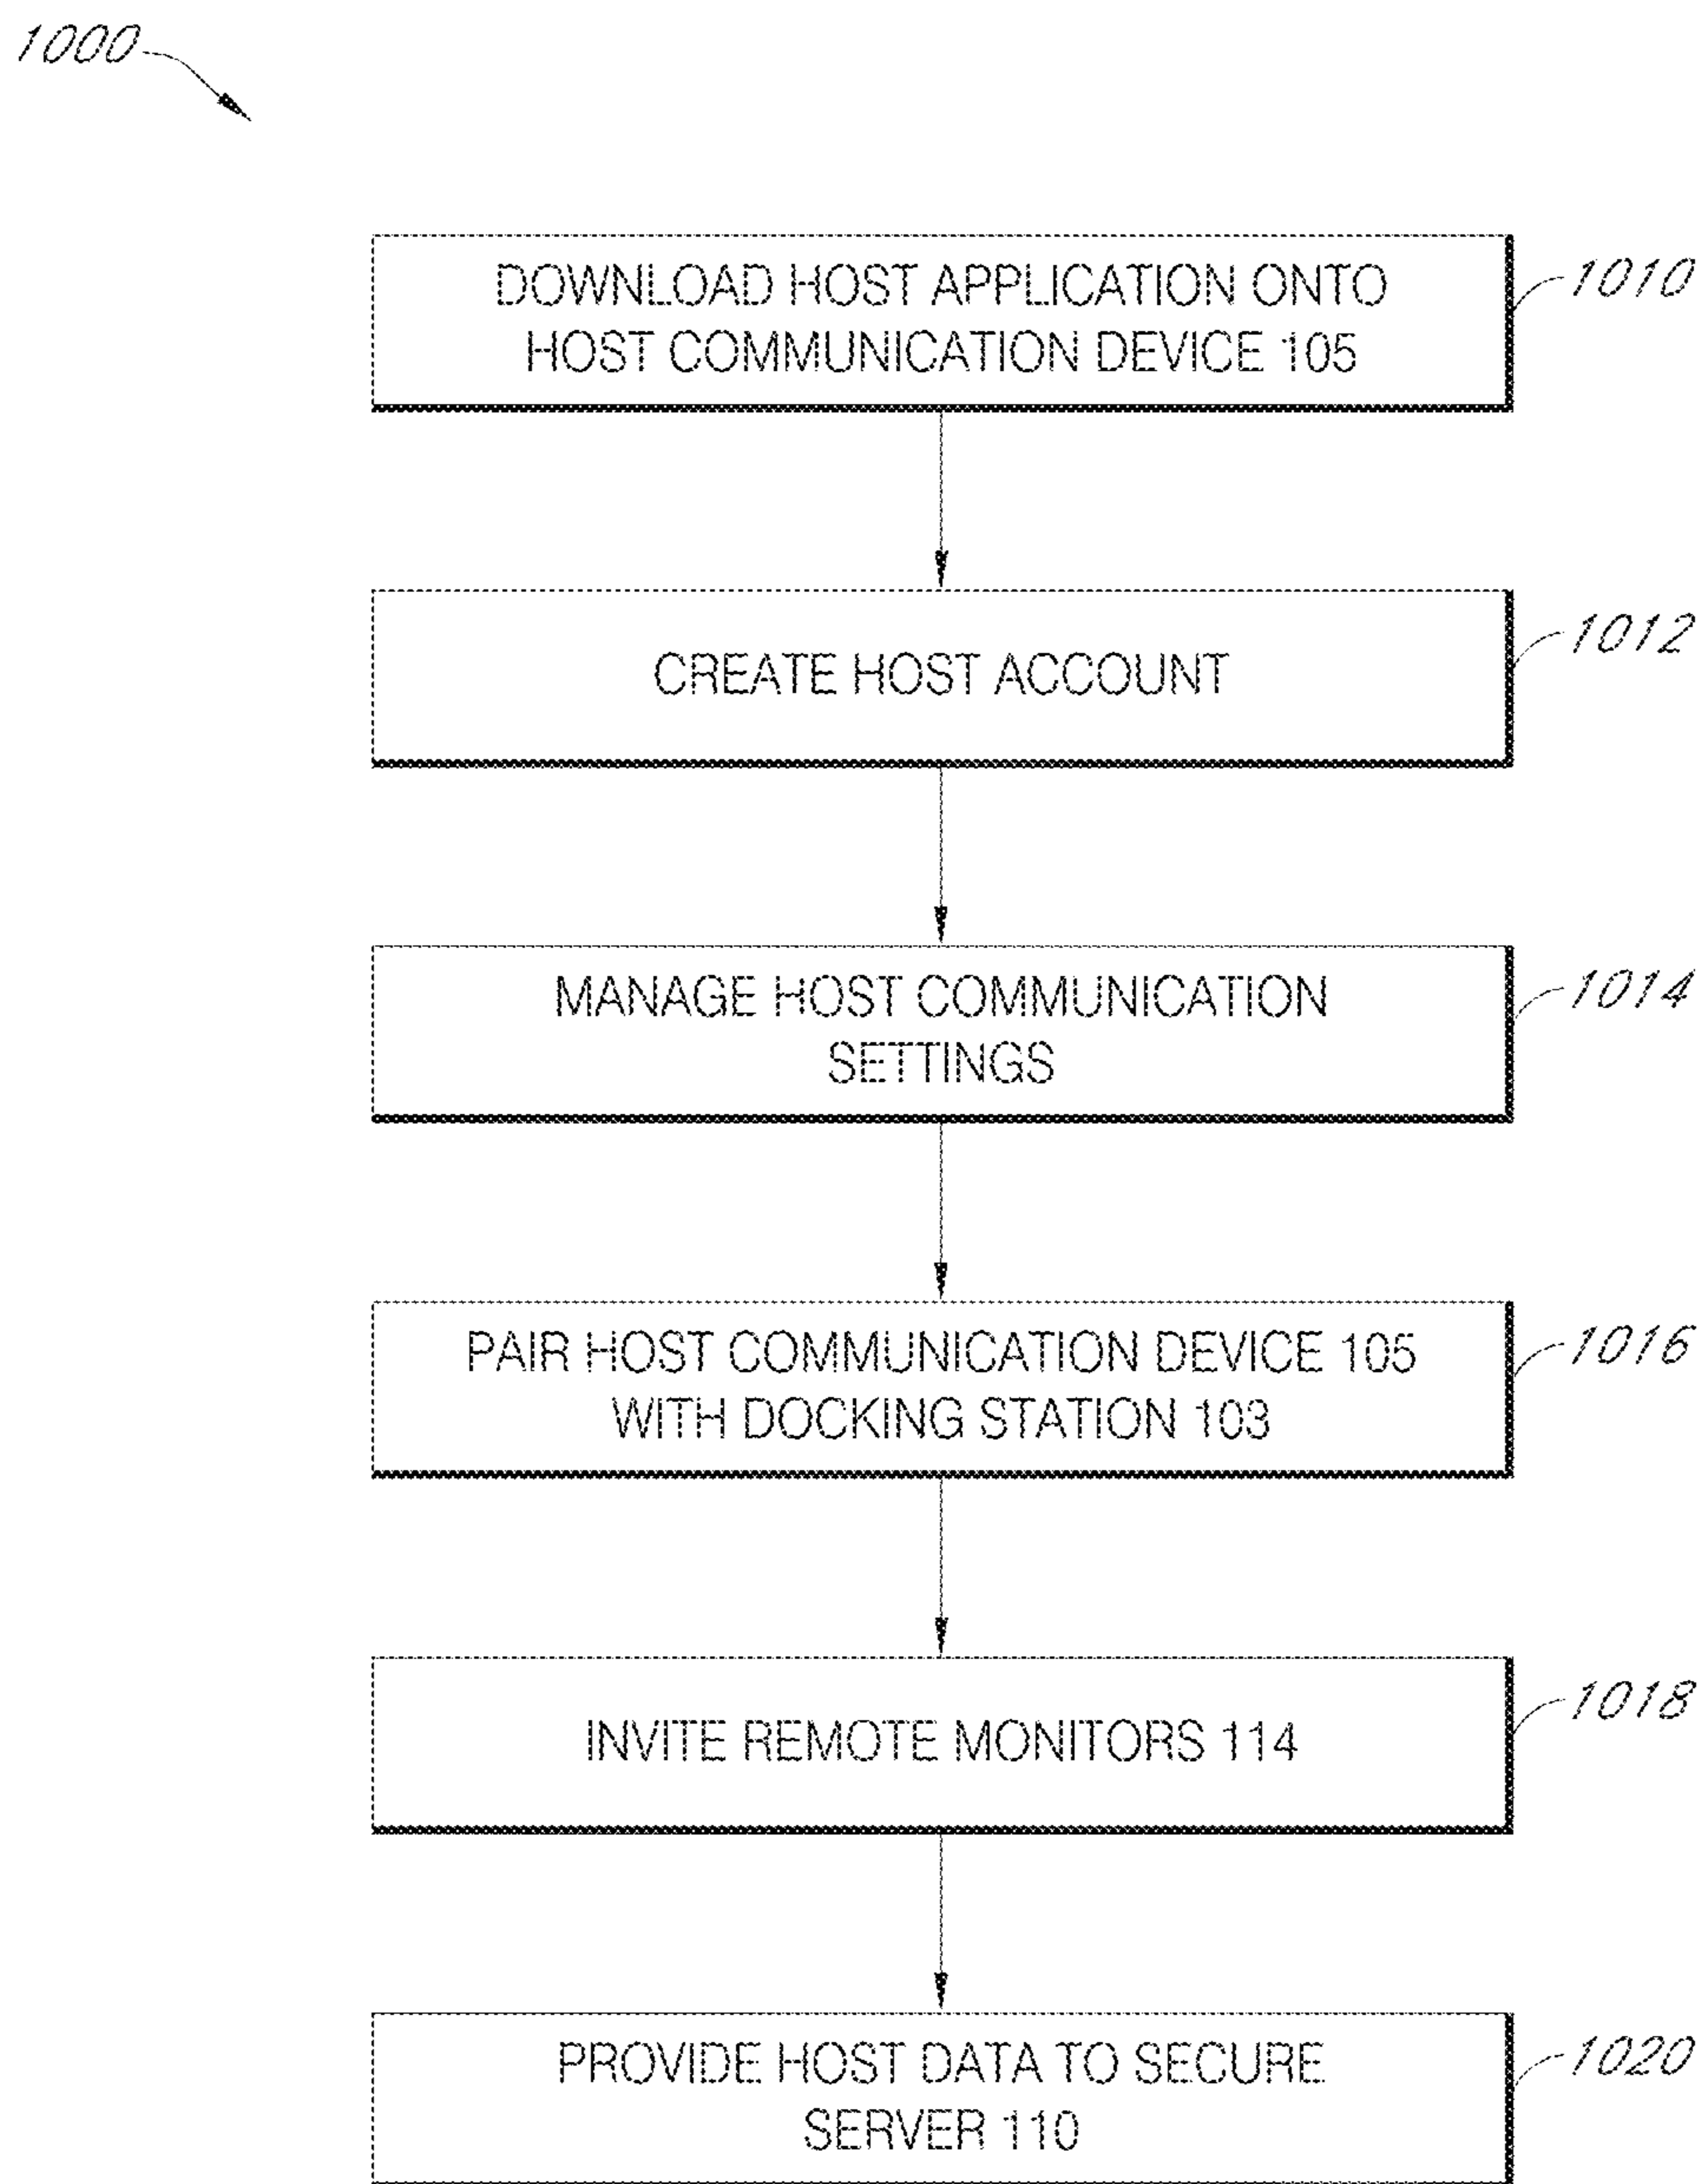 1000
DOWNLOAD HOST APPLICATION ONTO
HOST COMMUNICATION DEVICE 105
1010
CREATE HOST ACCOUNT
1012
MANAGE HOST COMMUNICATION
SETTINGS
1014
PAIR HOST COMMUNICATION DEVICE 105
WITH DOCKING STATION 103
1016
INVITE REMOTE MONITORS 114
1018
PROVIDE HOST DATA TO SECURE
SERVER 110
1020